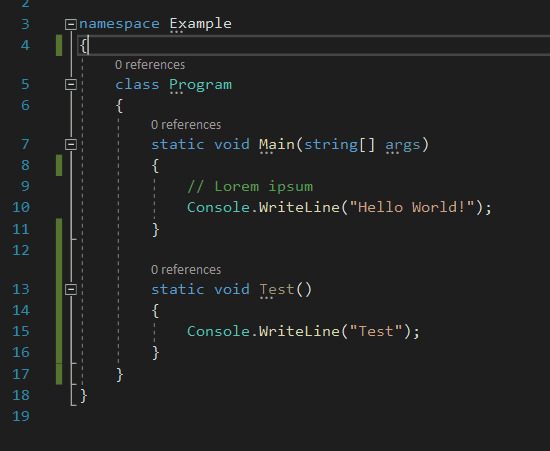 2
3 namespace Example
4 {
0 references
5 class Program
6 {
0 references
7 static void Main(string[] args)
8 {
9 // Lorem ipsum
10 Console.WriteLine("Hello World!");
11 }
12
0 references
13 static void Test()
14 {
15 Console.WriteLine("Test");
16 }
17 }
18 }
19